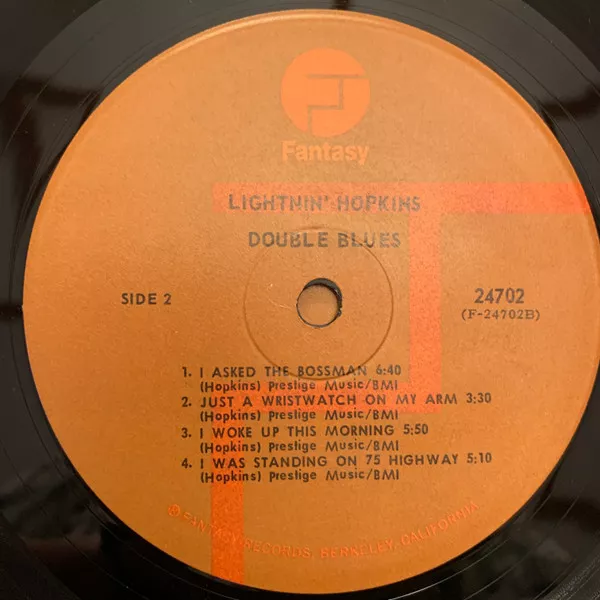 Fantasy
LIGHTNIN' HOPKINS
DOUBLE BLUES
SIDE 2
24702
(F-24702B)
1. I ASKED THE BOSSMAN 6:40
(Hopkins) Prestige Music/BMI
2. JUST A WRISTWATCH ON MY ARM 3:30
(Hopkins) Prestige Music/BMI
3. I WOKE UP THIS MORNING 5:50
(Hopkins) Prestige Music/BMI
4. I WAS STANDING ON 75 HIGHWAY 5:10
(Hopkins) Prestige Music/BMI
℗ FANTASY RECORDS, BERKELEY, CALIFORNIA